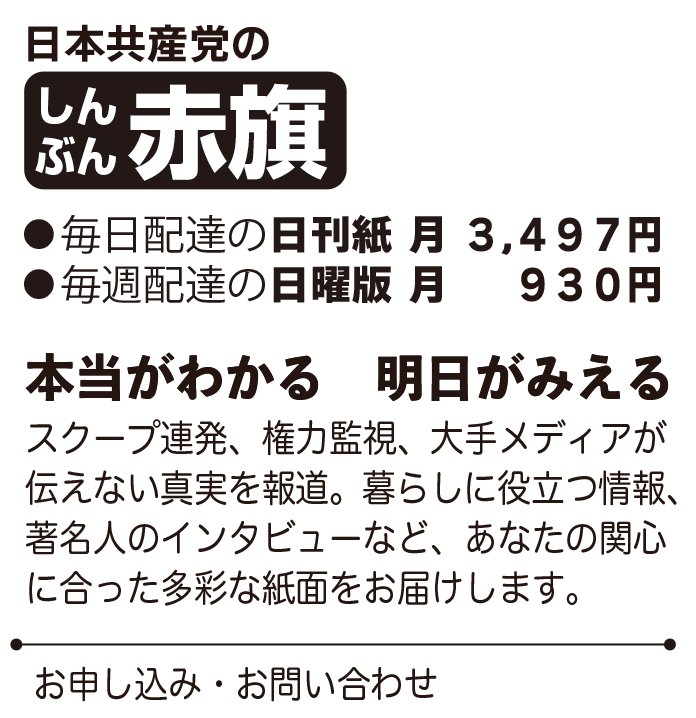 日本共産党の
しんぶん赤旗
●毎日配達の日刊紙 月 3,497円
●毎週配達の日曜版 月 930円
本当がわかる 明日がみえる
スクープ連発、権力監視、大手メディアが
伝えない真実を報道。暮らしに役立つ情報、
著名人のインタビューなど、あなたの関心
に合った多彩な紙面をお届けします。
お申し込み・お問い合わせ